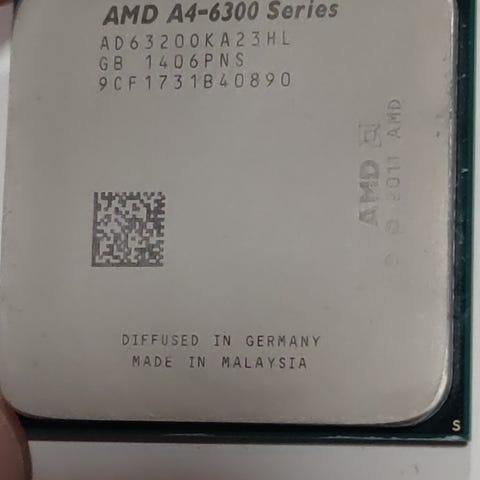 AMD A4-6300 Series
AD63200KA23HL
GB 1406PNS
9CF1731B40890
AMD
© 2011 AMD
DIFFUSED IN GERMANY
MADE IN MALAYSIA
S